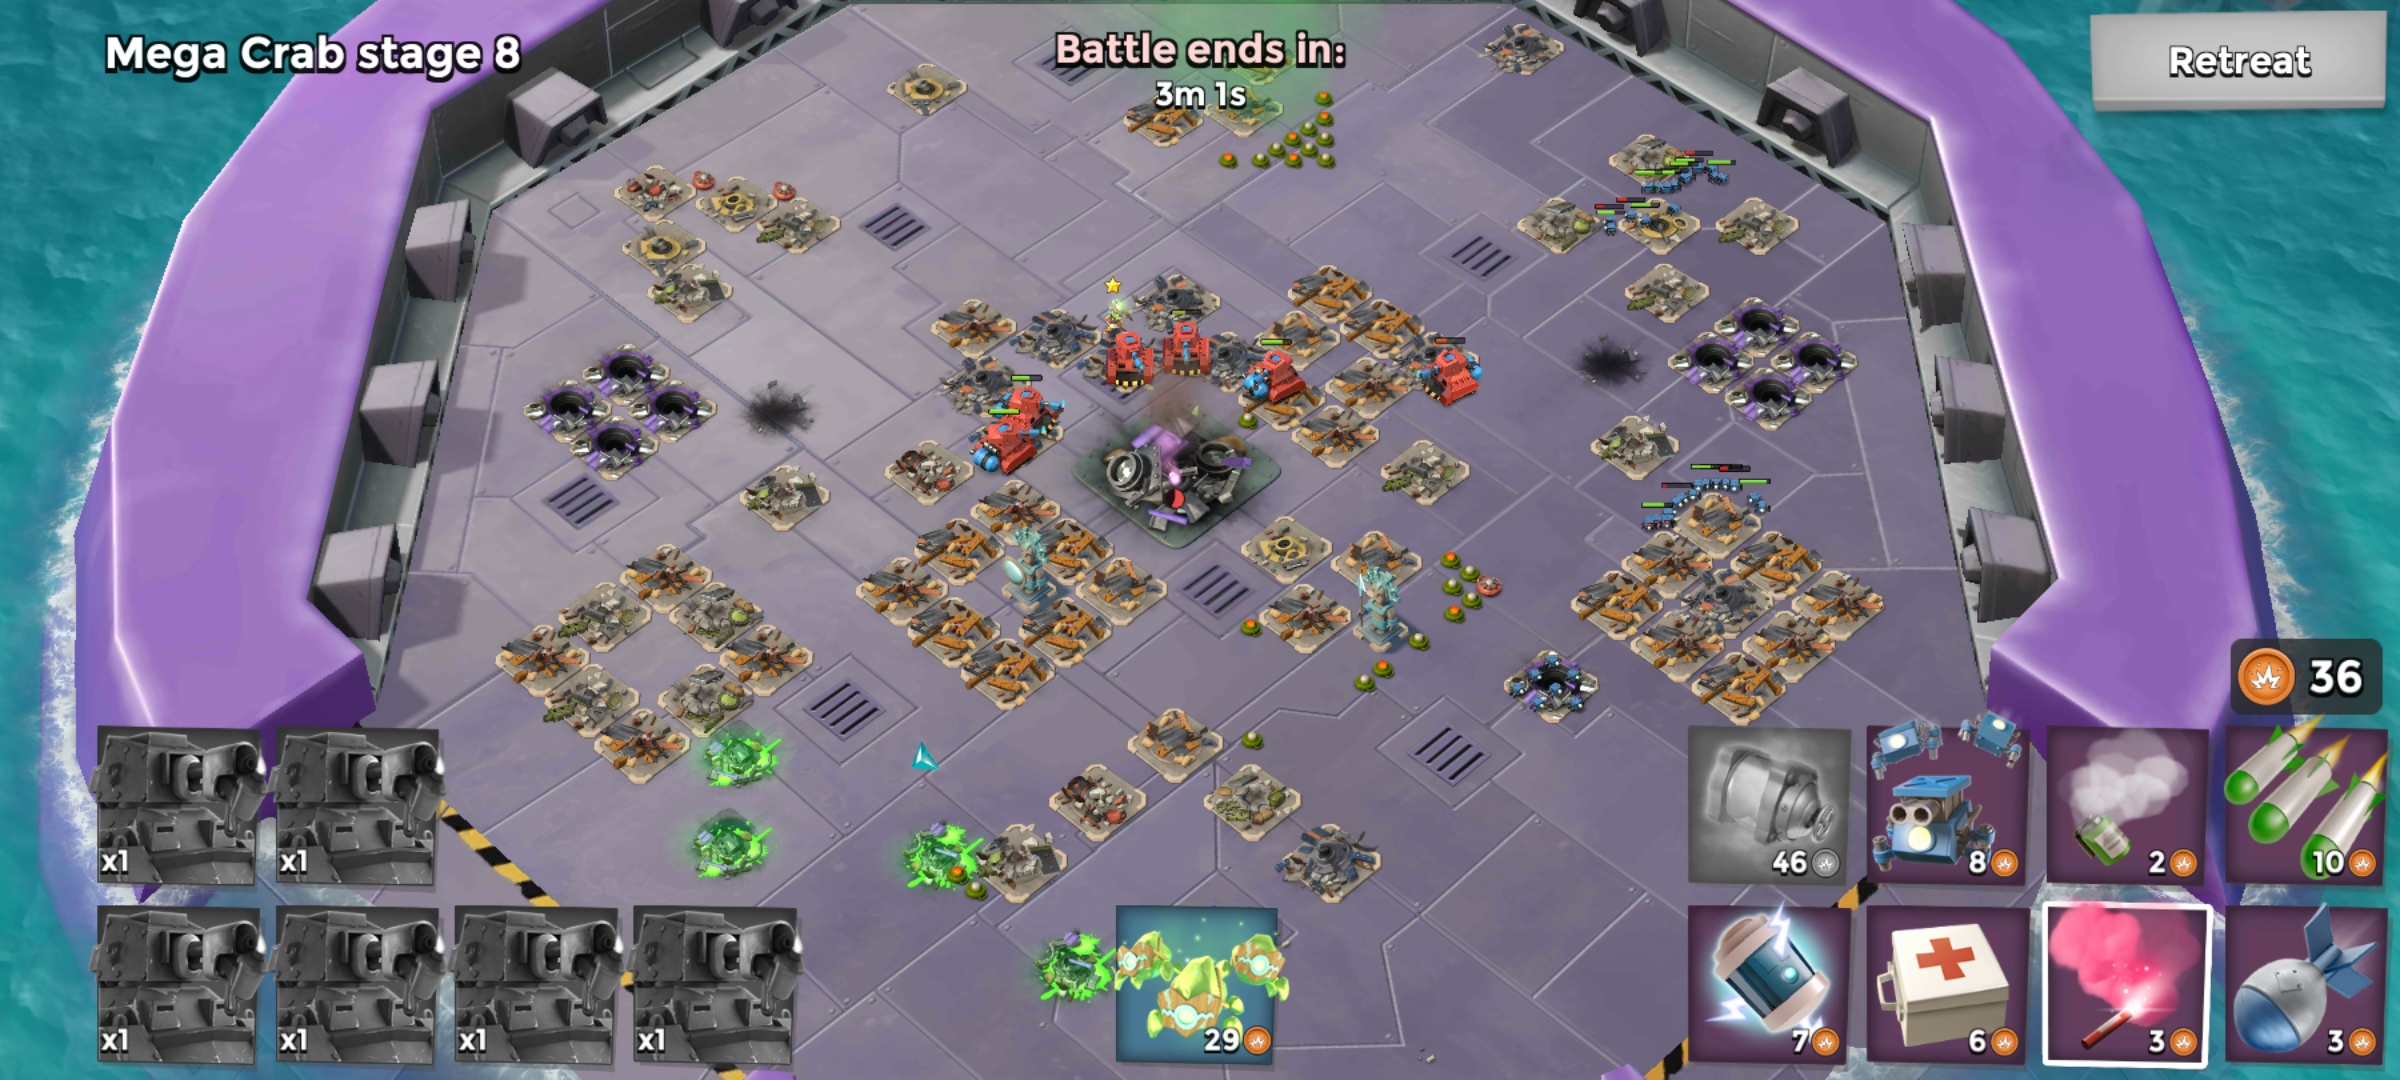 Mega Crab stage 8
Battle ends in:
3m 1s
Retreat
36
x1
x1
46
8
2
10
x1
x1
x1
x1
29
7
6
3
3